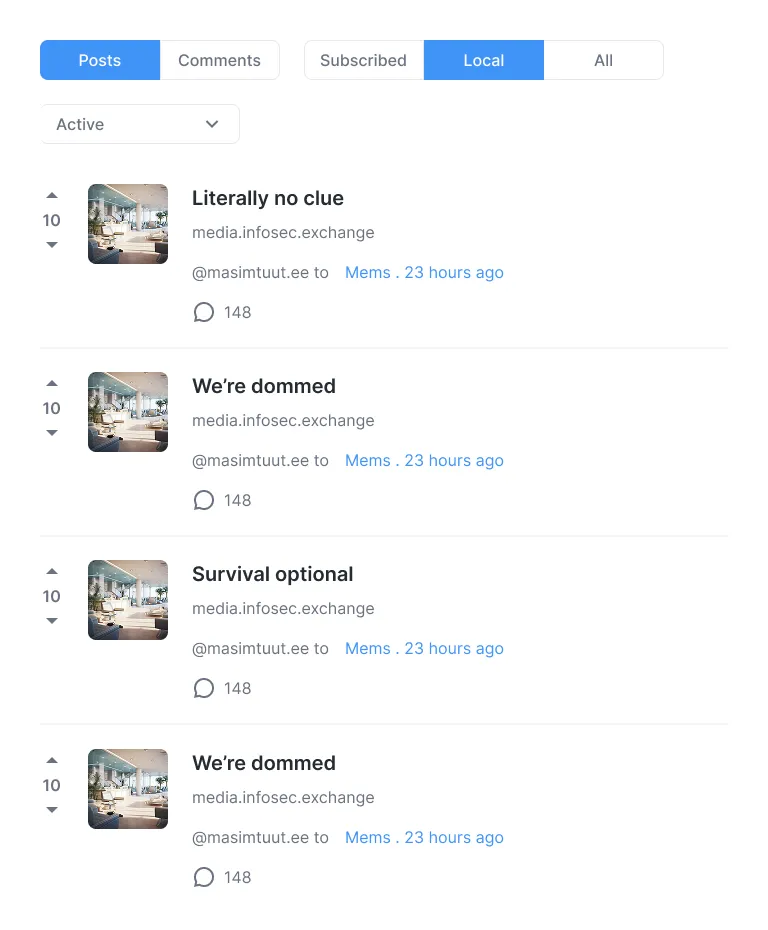 Posts Comments Subscribed Local All
Active
Literally no clue
10
media.infosec.exchange
@masimtuut.ee to Mems . 23 hours ago
148
We’re dommed
10
media.infosec.exchange
@masimtuut.ee to Mems . 23 hours ago
148
Survival optional
10
media.infosec.exchange
@masimtuut.ee to Mems . 23 hours ago
148
We’re dommed
10
media.infosec.exchange
@masimtuut.ee to Mems . 23 hours ago
148